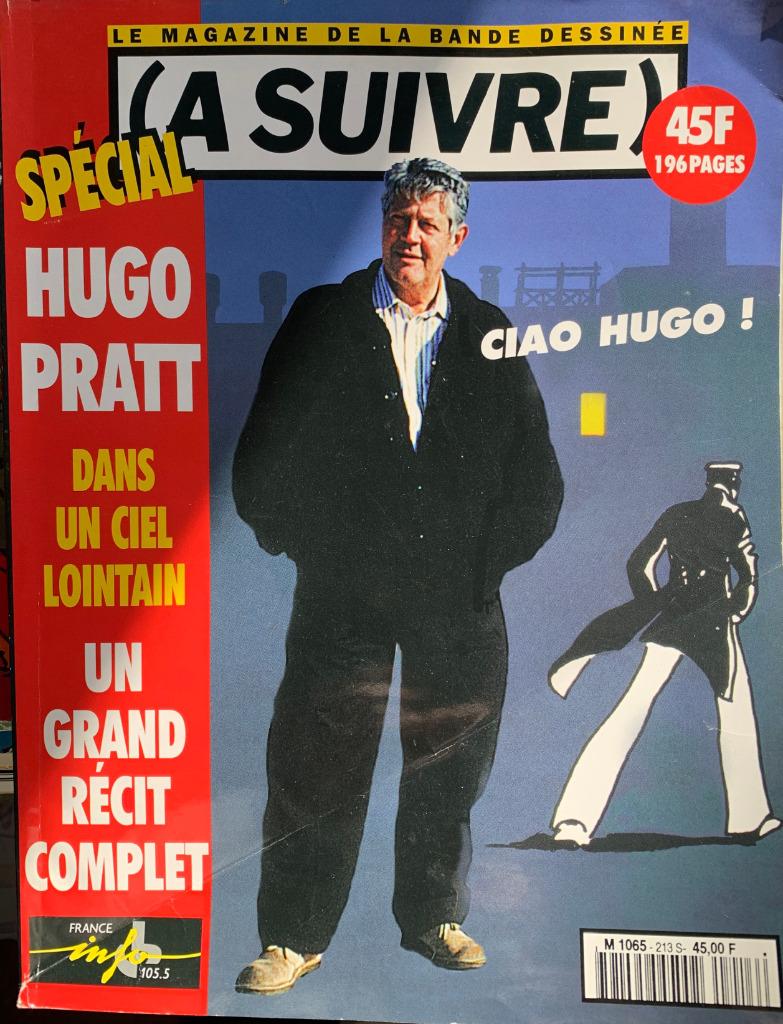 LE MAGAZINE DE LA BANDE DESSINÉE
(A SUIVRE)
45F
196 PAGES
SPÉCIAL
HUGO
PRATT
CIAO HUGO !
DANS
UN CIEL
LOINTAIN
UN
GRAND
RÉCIT
COMPLET
FRANCE
info
105.5
M 1065 - 213 S - 45,00 F